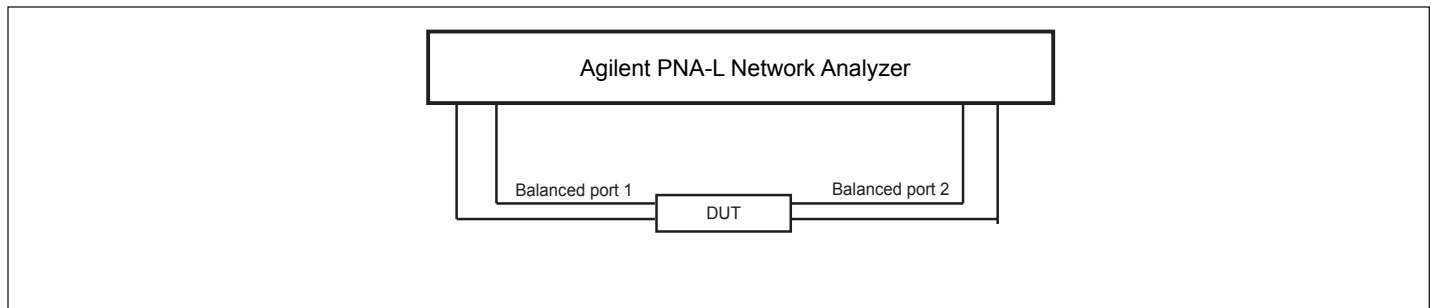 Agilent PNA-L Network Analyzer
Balanced port 1
Balanced port 2
DUT